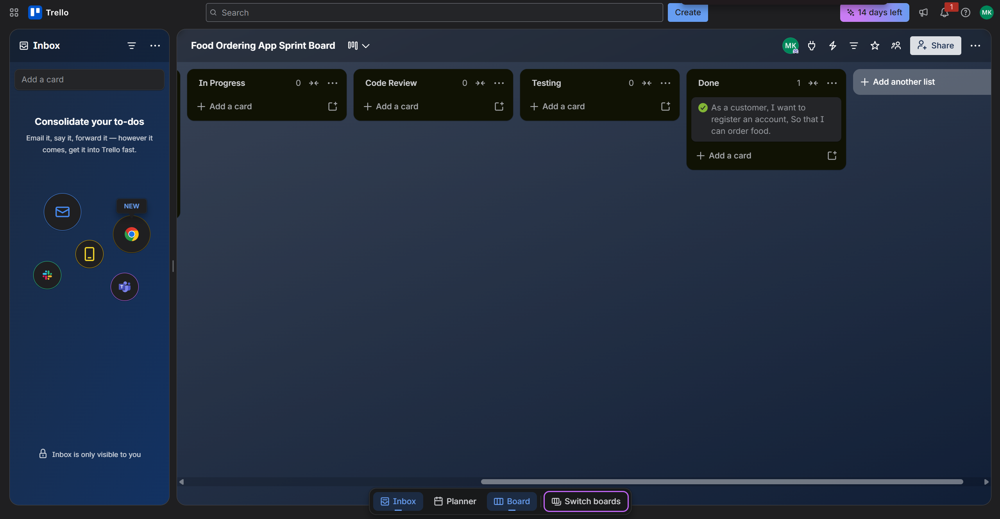 Trello
Search
Create
14 days left
1
MK
Inbox
Add a card
Consolidate your to-dos
Email it, say it, forward it — however it
comes, get it into Trello fast.
NEW
T
Inbox is only visible to you
Food Ordering App Sprint Board
MK
Share
In Progress 0
Add a card
Code Review 0
Add a card
Testing 0
Add a card
Done 1
As a customer, I want to
register an account, So that I
can order food.
Add a card
Add another list
Inbox
Planner
Board
Switch boards